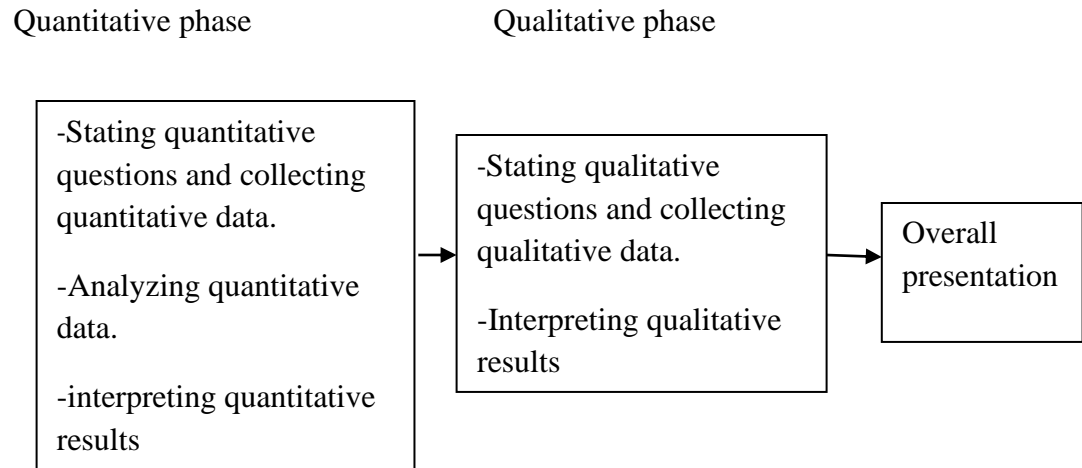 Quantitative phase
Qualitative phase
-Stating quantitative
questions and collecting
quantitative data.
-Analyzing quantitative
data.
-interpreting quantitative
results
-Stating qualitative
questions and collecting
qualitative data.
-Interpreting qualitative
results
Overall
presentation